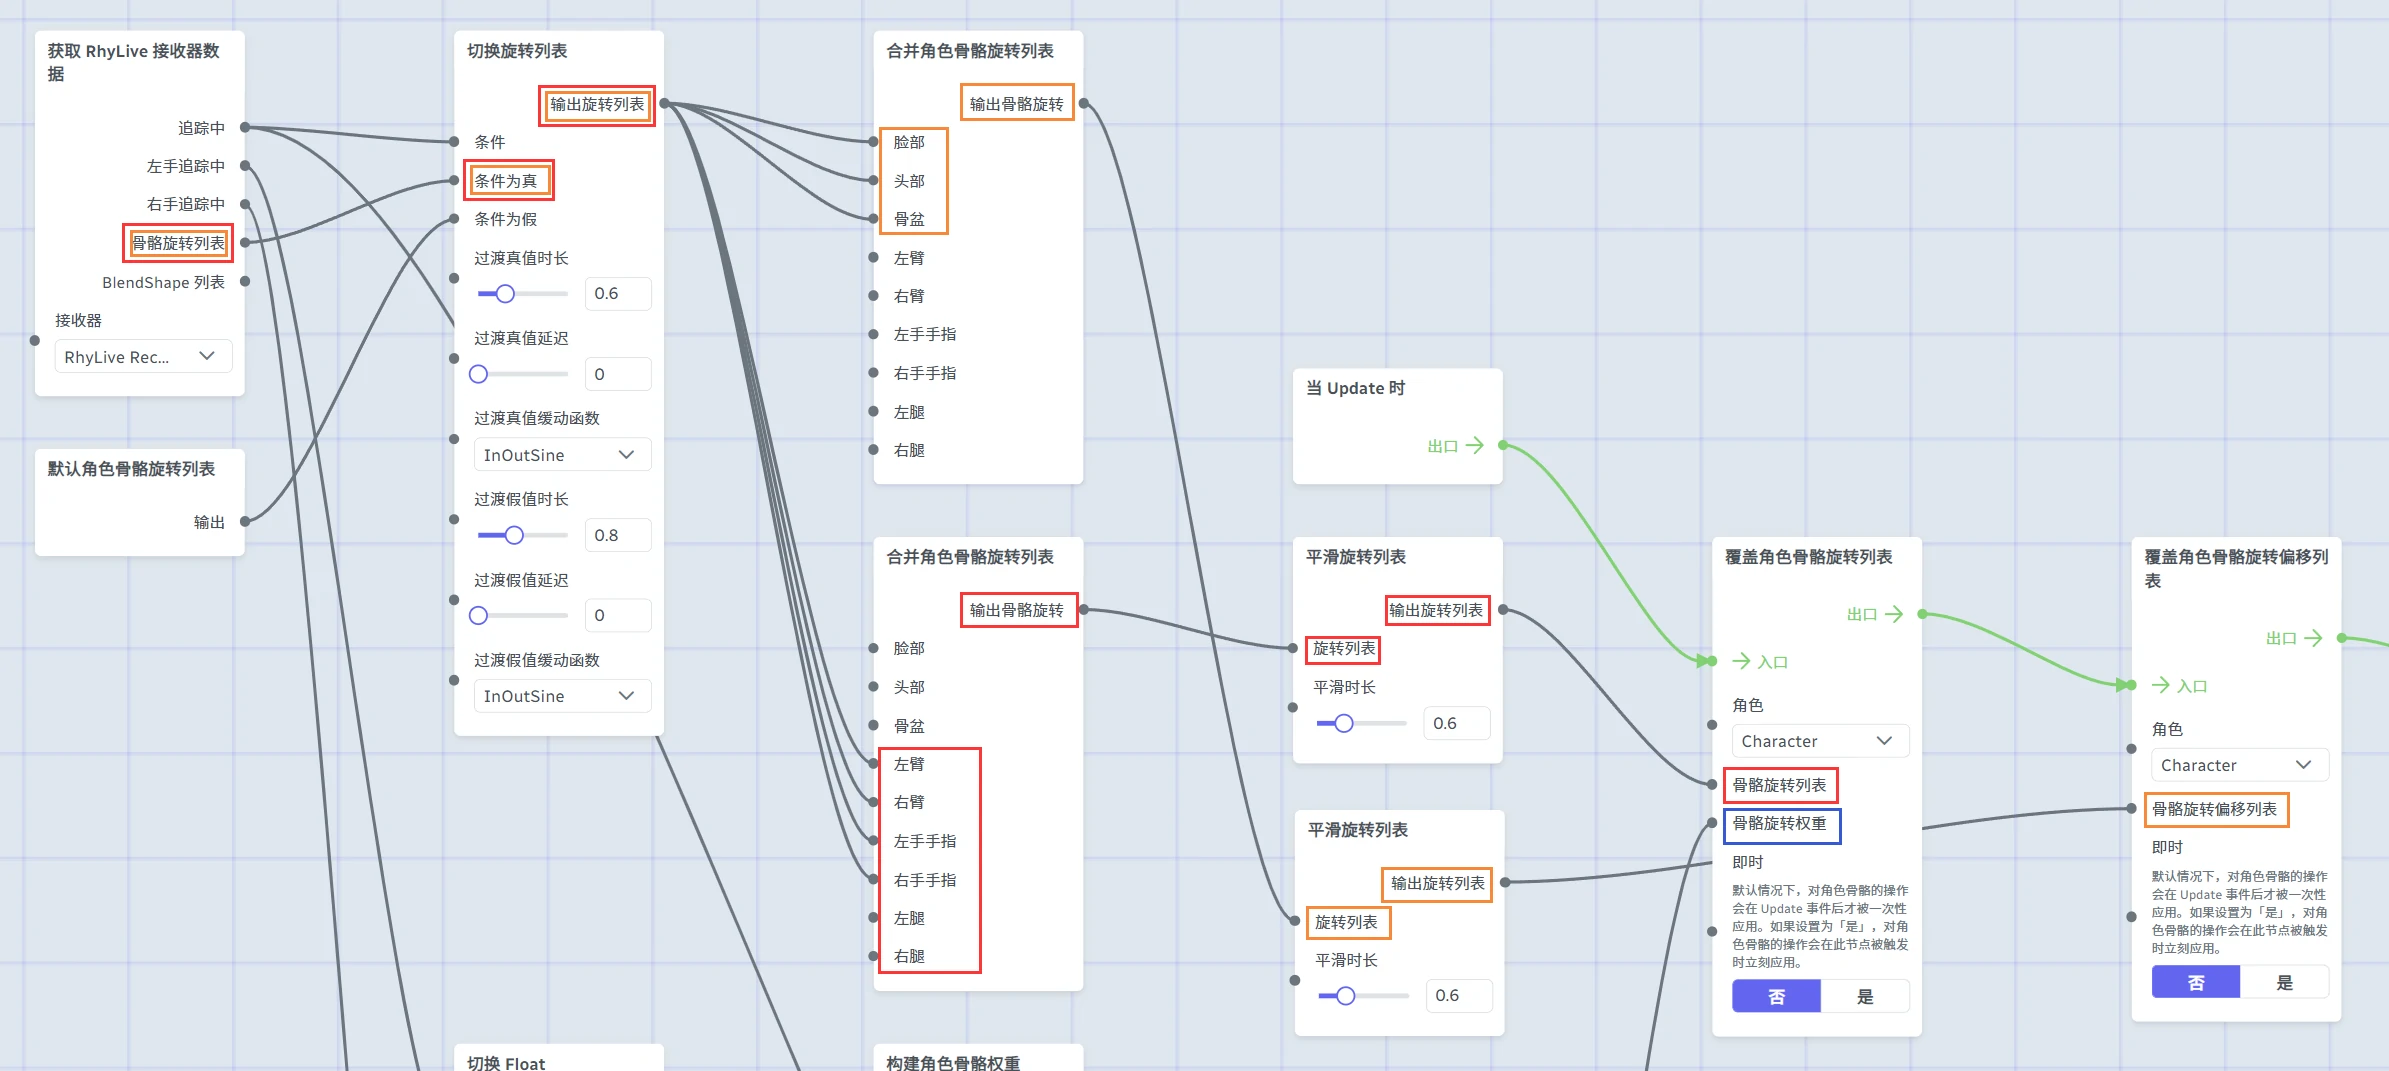 获取 RhyLive 接收器数
据
追踪中
左手追踪中
右手追踪中
骨骼旋转列表
BlendShape 列表
接收器
RhyLive Rec...
默认角色骨骼旋转列表
输出
切换旋转列表
输出旋转列表
条件
条件为真
条件为假
过渡真值时长
0.6
过渡真值延迟
0
过渡真值缓动函数
InOutSine
过渡假值时长
0.8
过渡假值延迟
0
过渡假值缓动函数
InOutSine
切换 Float
合并角色骨骼旋转列表
输出骨骼旋转
脸部
头部
骨盆
左臂
右臂
左手手指
右手手指
左腿
右腿
合并角色骨骼旋转列表
输出骨骼旋转
脸部
头部
骨盆
左臂
右臂
左手手指
右手手指
左腿
右腿
构建角色骨骼权重
当 Update 时
出口
平滑旋转列表
输出旋转列表
旋转列表
平滑时长
0.6
平滑旋转列表
输出旋转列表
旋转列表
平滑时长
0.6
覆盖角色骨骼旋转列表
出口
入口
角色
Character
骨骼旋转列表
骨骼旋转权重
即时
默认情况下，对角色骨骼的操作
会在 Update 事件后才被一次性
应用。如果设置为「是」，对角
色骨骼的操作会在此节点被触发
时立刻应用。
否 是
覆盖角色骨骼旋转偏移列
表
出口
入口
角色
Character
骨骼旋转偏移列表
即时
默认情况下，对角色骨骼的操作
会在 Update 事件后才被一次性
应用。如果设置为「是」，对角
色骨骼的操作会在此节点被触发
时立刻应用。
否 是